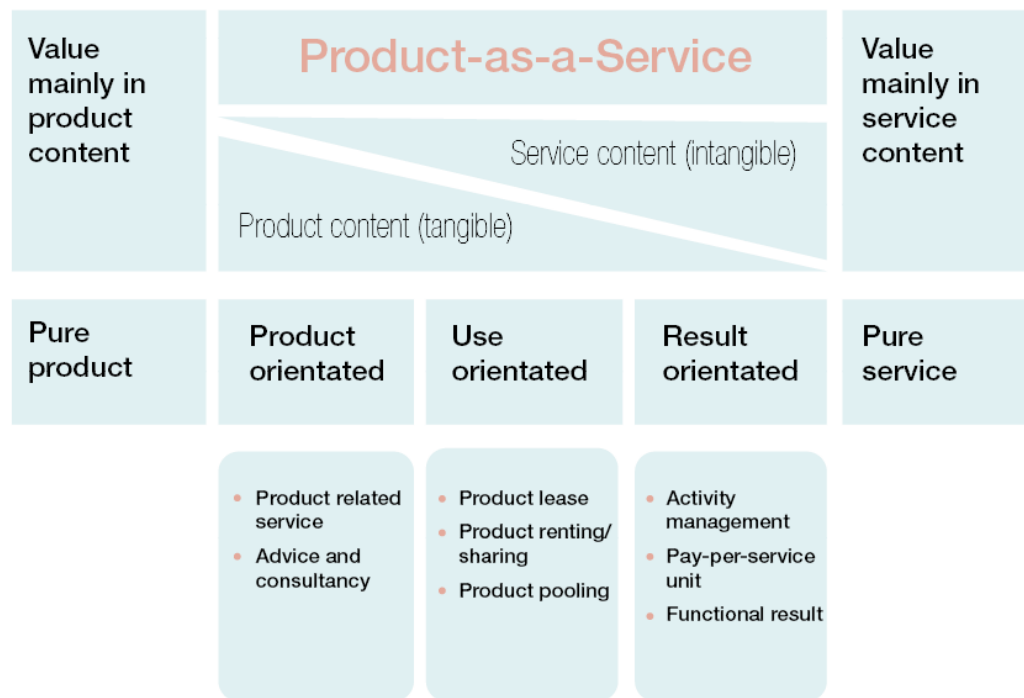 Value
mainly in
product
content
Product-as-a-Service
Service content (intangible)
Product content (tangible)
Value
mainly in
service
content
Pure
product
Product
orientated
Use
orientated
Result
orientated
Pure
service
• Product related
service
• Advice and
consultancy
• Product lease
• Product renting/
sharing
• Product pooling
• Activity
management
• Pay-per-service
unit
• Functional result